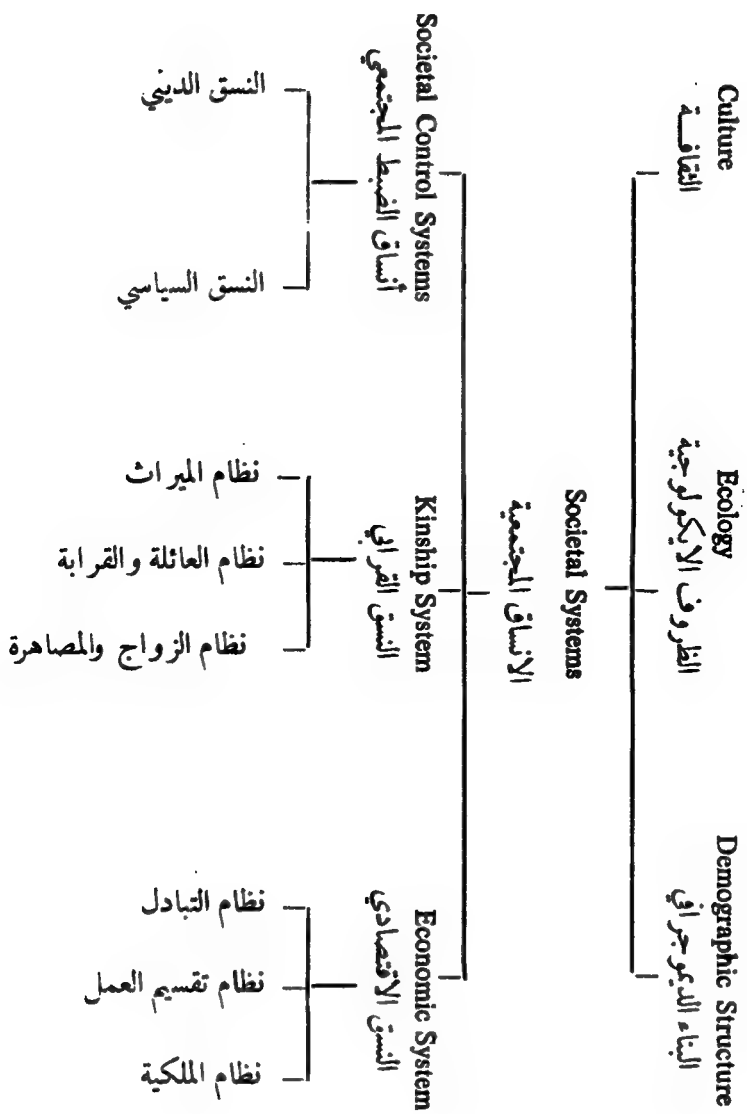 Culture
الثقافة
Ecology
الظروف الايكولوجية
Demographic Structure
البناء الديموجرافي
Societal Systems
الانساق المجتمعية
Societal Control Systems
أنساق الضبط المجتمعي
Kinship System
النسق القرابي
Economic System
النسق الاقتصادي
النسق الديني
النسق السياسي
نظام الميراث
نظام العائلة والقرابة
نظام الزواج والمصاهرة
نظام التبادل
نظام تقسيم العمل
نظام الملكية